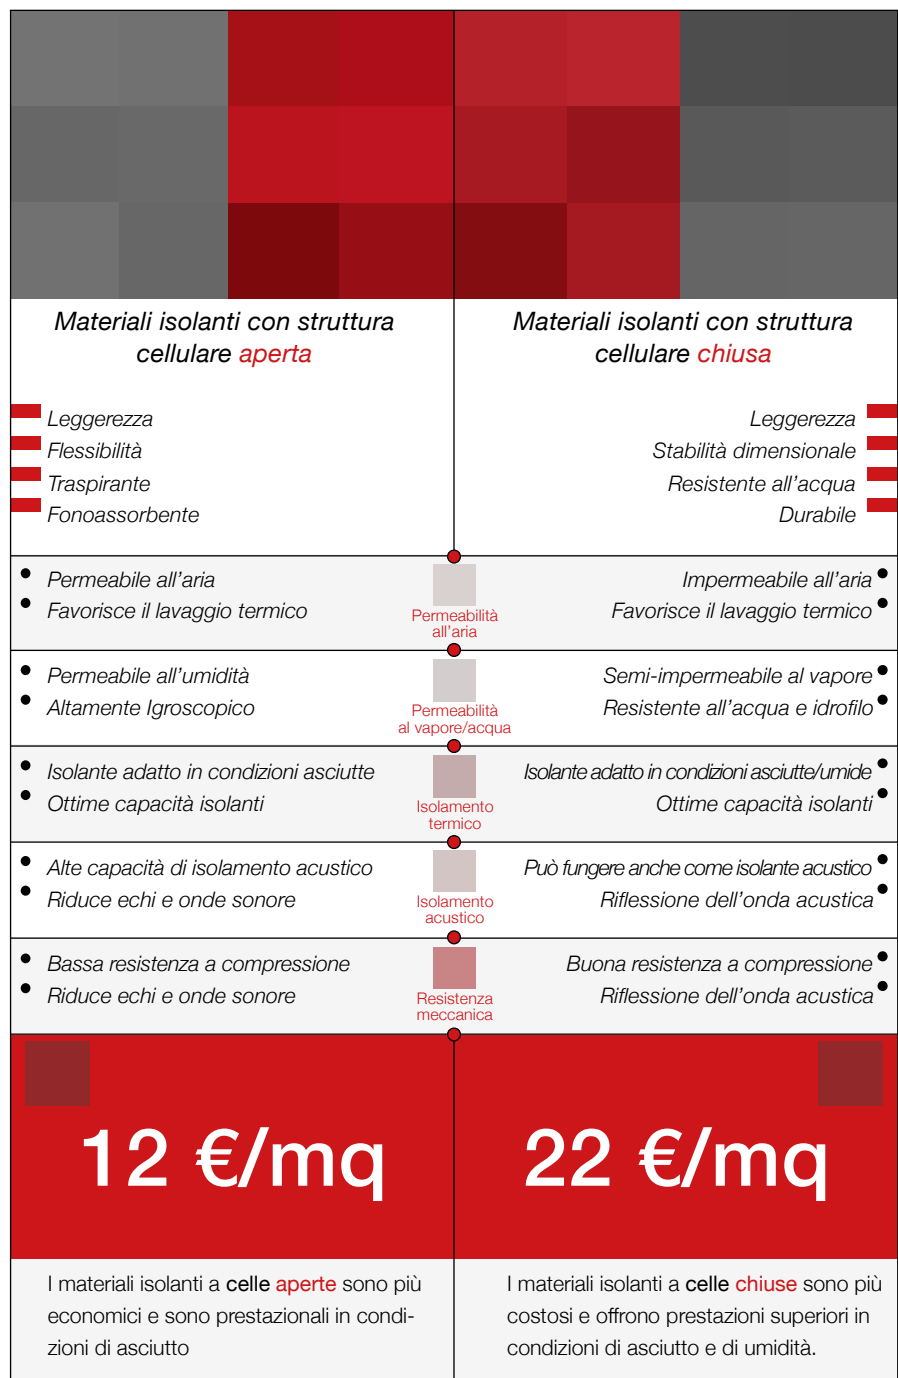 Materiali isolanti con struttura
cellulare aperta
Materiali isolanti con struttura
cellulare chiusa
Leggerezza
Flessibilità
Traspirante
Fonoassorbente
Leggerezza
Stabilità dimensionale
Resistente all'acqua
Durabile
Permeabile all'aria
Favorisce il lavaggio termico
Permeabilità
all'aria
Impermeabile all'aria
Favorisce il lavaggio termico
Permeabile all'umidità
Altamente Igroscopico
Permeabilità
al vapore/acqua
Semi-impermeabile al vapore
Resistente all'acqua e idrofilo
Isolante adatto in condizioni asciutte
Ottime capacità isolanti
Isolamento
termico
Isolante adatto in condizioni asciutte/umide
Ottime capacità isolanti
Alte capacità di isolamento acustico
Riduce echi e onde sonore
Isolamento
acustico
Può fungere anche come isolante acustico
Riflessione dell'onda acustica
Bassa resistenza a compressione
Riduce echi e onde sonore
Resistenza
meccanica
Buona resistenza a compressione
Riflessione dell'onda acustica
12 €/mq
22 €/mq
I materiali isolanti a celle aperte sono più
economici e sono prestazionali in condi-
zioni di asciutto
I materiali isolanti a celle chiuse sono più
costosi e offrono prestazioni superiori in
condizioni di asciutto e di umidità.